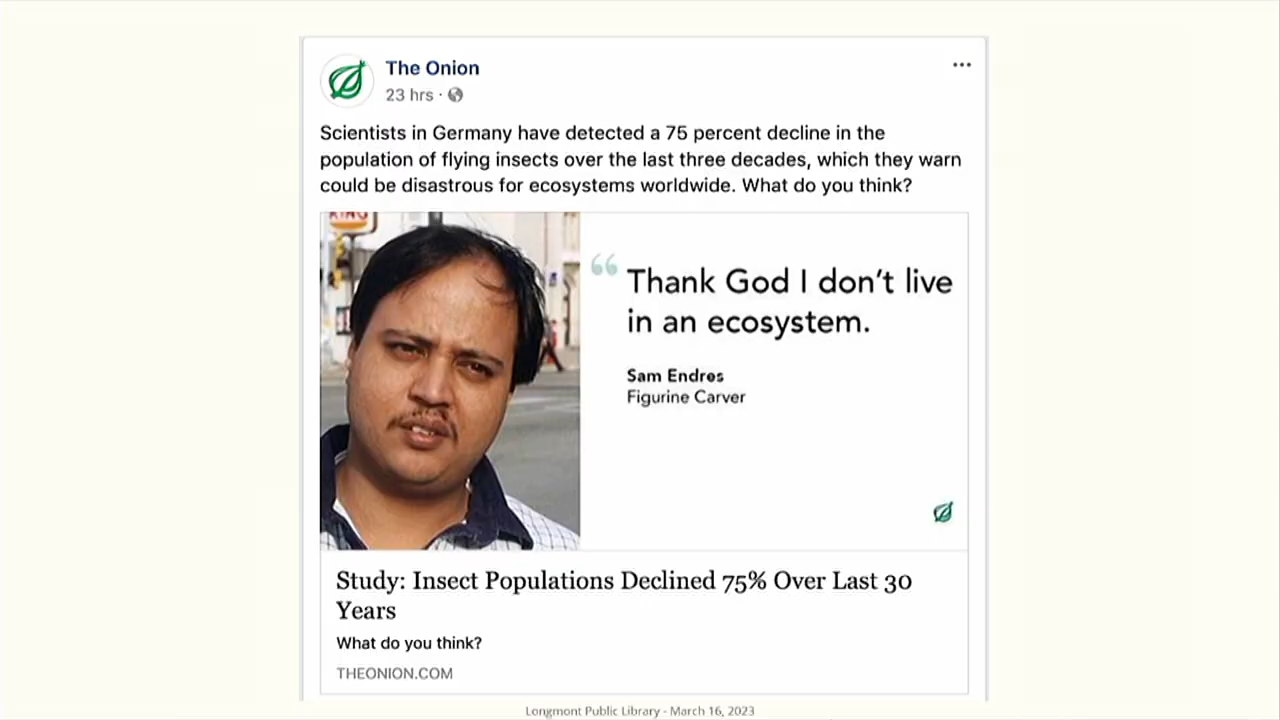 The Onion
23 hrs ·
Scientists in Germany have detected a 75 percent decline in the
population of flying insects over the last three decades, which they warn
could be disastrous for ecosystems worldwide. What do you think?
KING
“
Thank God I don’t live
in an ecosystem.
Sam Endres
Figurine Carver
Study: Insect Populations Declined 75% Over Last 30
Years
What do you think?
THEONION.COM
Longmont Public Library - March 16, 2023